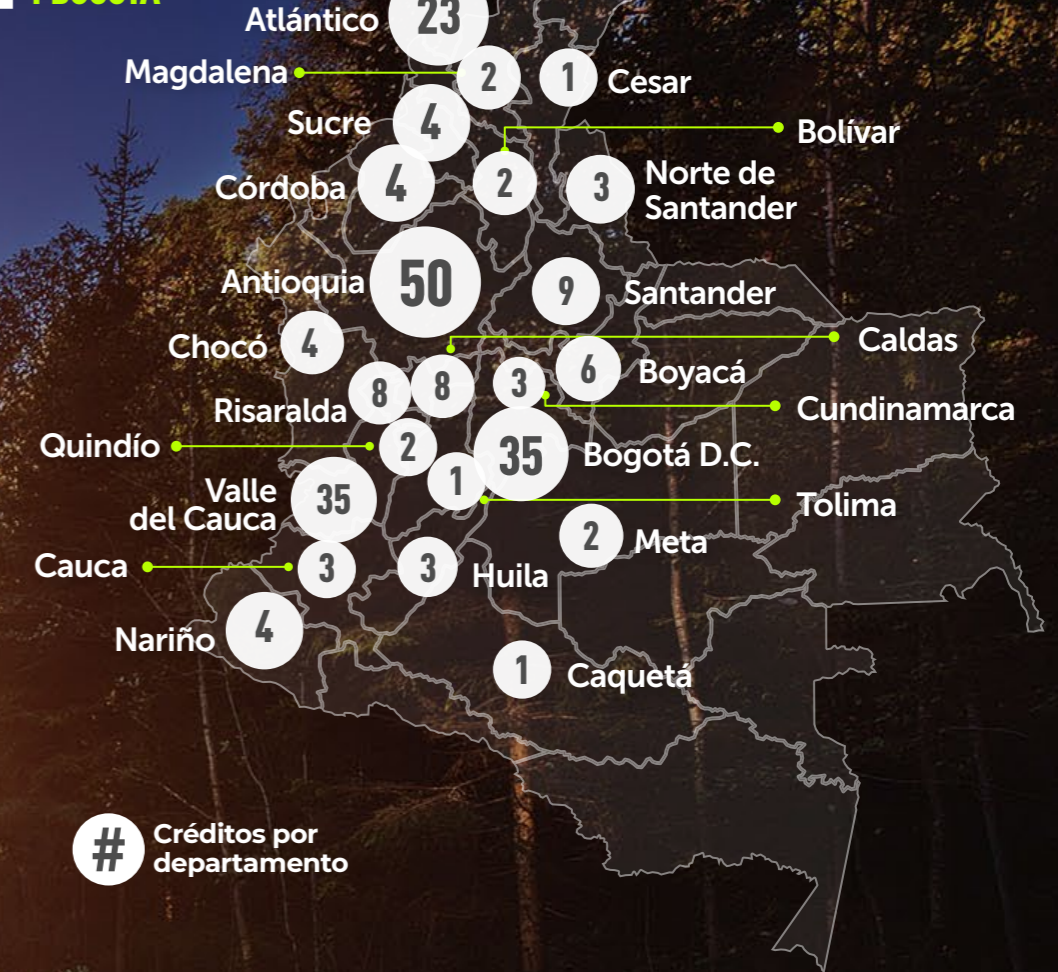 Y BOGOTÁ
Atlántico
23
Magdalena
2
1
Cesar
Sucre
4
Bolívar
Córdoba
4
2
3
Norte de
Santander
Antioquia
50
9
Santander
Chocó
4
Caldas
8
8
3
6
Boyacá
Risaralda
Cundinamarca
Quindío
2
35
Bogotá D.C.
Valle
del Cauca
35
1
Tolima
2
Meta
Cauca
3
3
Huila
Nariño
4
1
Caquetá
#
Créditos por
departamento